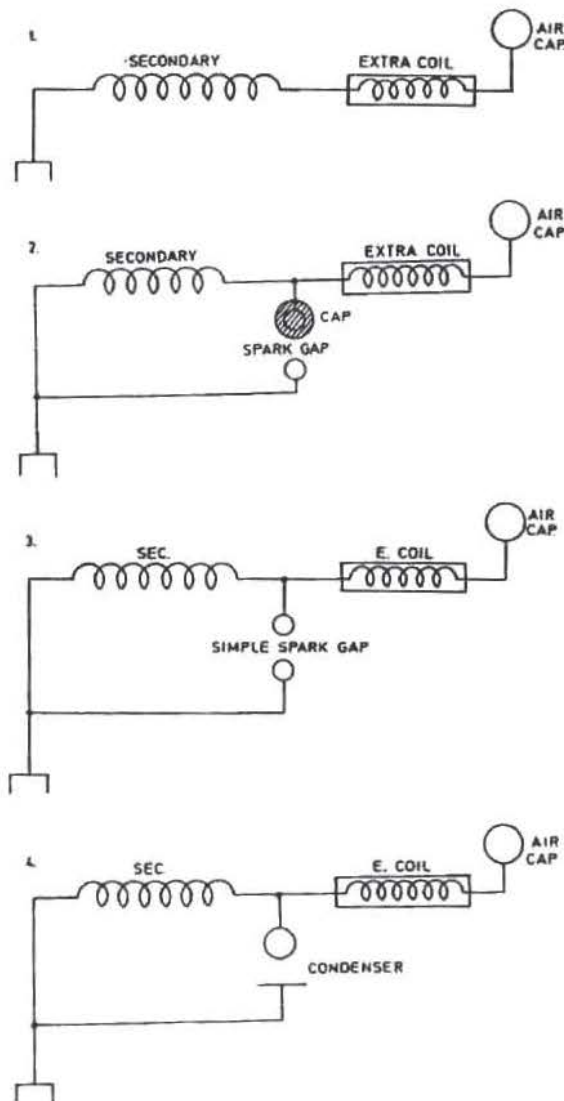 1.
·SECONDARY
EXTRA COIL
AIR
CAP.
2.
SECONDARY
EXTRA COIL
AIR
CAP.
CAP
SPARK GAP
3.
SEC.
E. COIL
AIR
CAP.
SIMPLE SPARK GAP
4.
SEC
E. COIL
AIR
CAP
CONDENSER